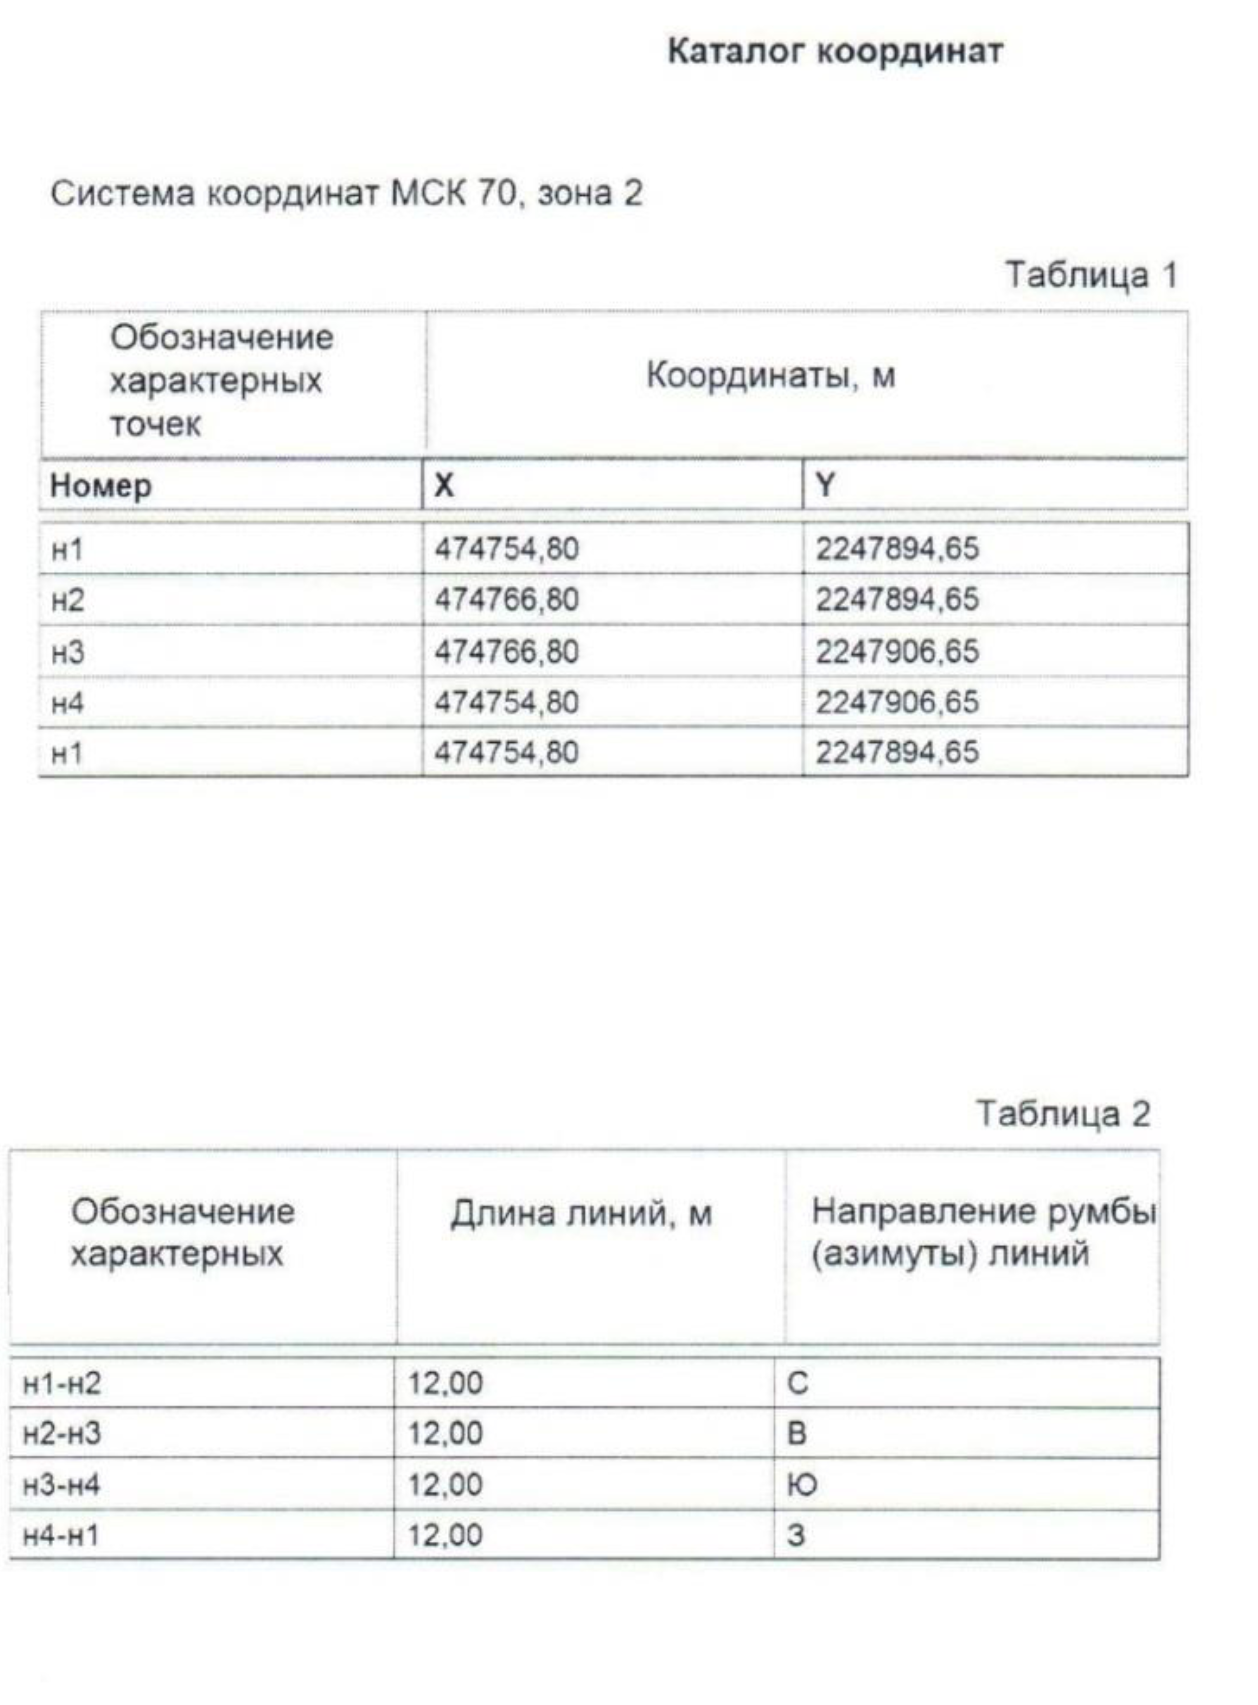 Каталог координат
Система координат МСК 70, зона 2
Таблица 1
Обозначение характерных точек Координаты, м
Номер X Y
н1 474754,80 2247894,65
н2 474766,80 2247894,65
н3 474766,80 2247906,65
н4 474754,80 2247906,65
н1 474754,80 2247894,65
Таблица 2
Обозначение характерных Длина линий, м Направление румбы (азимуты) линий
н1-н2 12,00 С
н2-н3 12,00 В
н3-н4 12,00 Ю
н4-н1 12,00 З